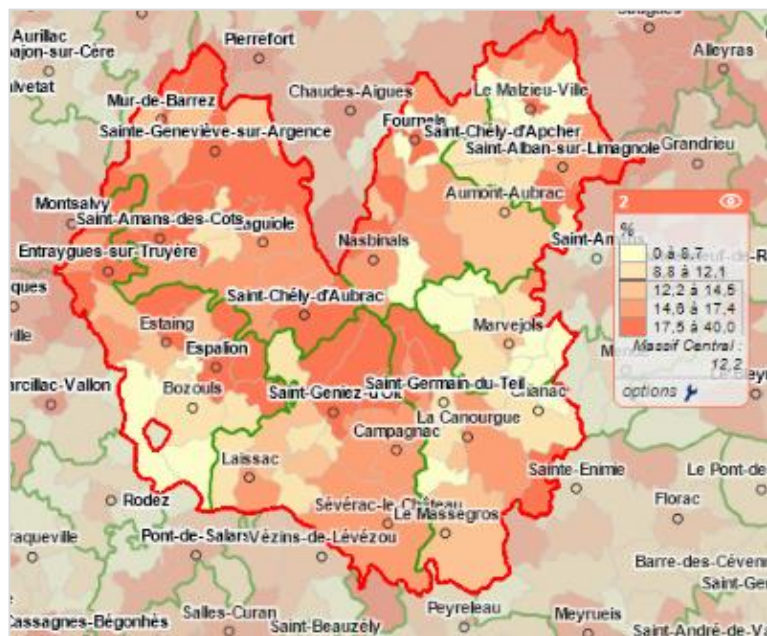 Aurillac
Pierrefort
Alleyras
Chaudes-Aigues
Mur-de-Barrez
Le Malzieu-Ville
Fournels
Saint-Chély-d'Apcher
Sainte-Geneviève-sur-Argence
Saint-Alban-sur-Limagnole
Grandrieu
Montsalvy
Aumont-Aubrac
Saint-Amans-des-Cots
Laguiole
Nasbinals
Entraygues-sur-Truyère
2
%
0 à 8,7
8,8 à 12,1
12,2 à 14,5
14,6 à 17,4
17,5 à 40,0
Massif Central :
12,2
options
Saint-Chély-d'Aubrac
Estaing
Marvejols
Espalion
Bozouls
Saint-Geniez-d'Olt
Saint-Germain-du-Teil
Chanac
La Canourgue
Campagnac
Laissac
Sainte-Enimie
Le Pont-de-
Rodez
Sévérac-le-Château
Le Massegros
Florac
Pont-de-Salars
Vézins-de-Lévézou
Barre-des-Cévennes
Saint-Ger
Cassagnes-Bégonhès
Salles-Curan
Saint-Beauzély
Peyreleau
Meyrueis
Saint-André-de-Va